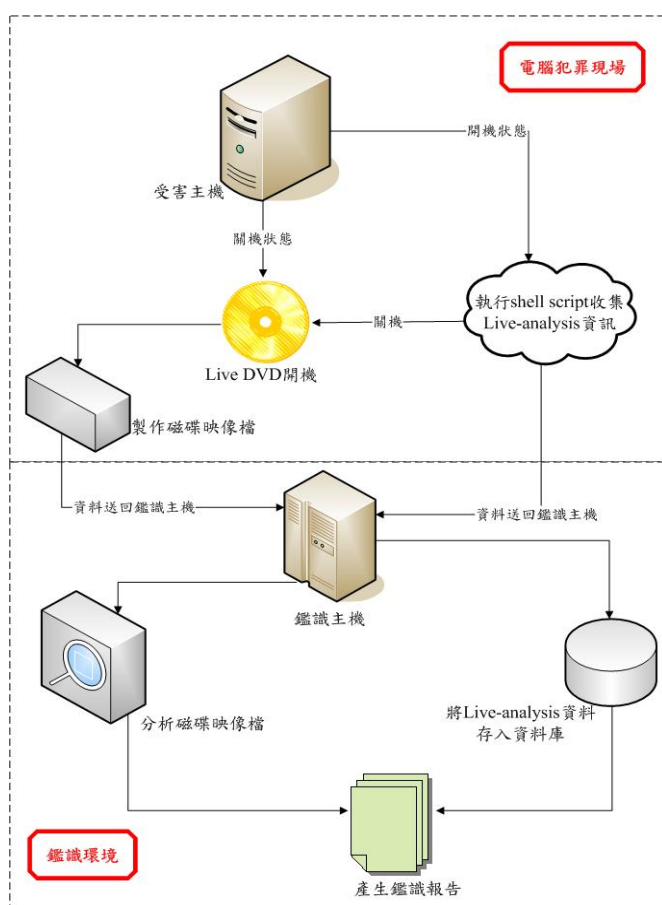 電腦犯罪現場
開機狀態
受害主機
關機狀態
執行shell script收集
Live-analysis資訊
關機
Live DVD開機
製作磁碟映像檔
資料送回鑑識主機
資料送回鑑識主機
鑑識主機
分析磁碟映像檔
將Live-analysis資料
存入資料庫
鑑識環境
產生鑑識報告